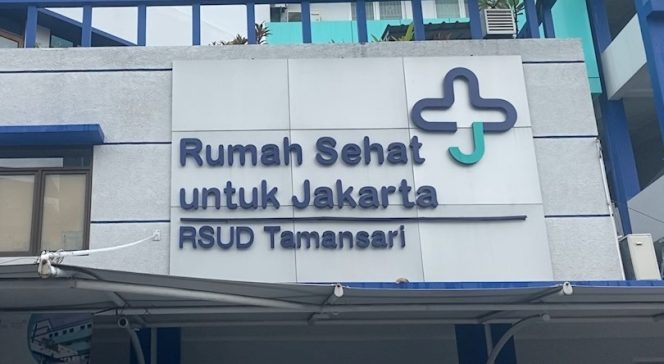 Rumah Sehat
untuk Jakarta
RSUD Tamansari
J